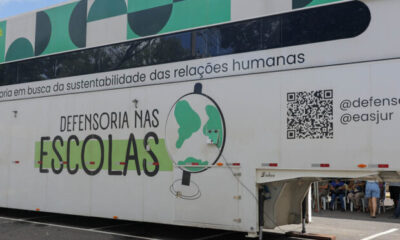 oria em busca da sustentabilidade das relações humanas
DEFENSORIA NAS
ESCOLAS
@defenso
@easjur